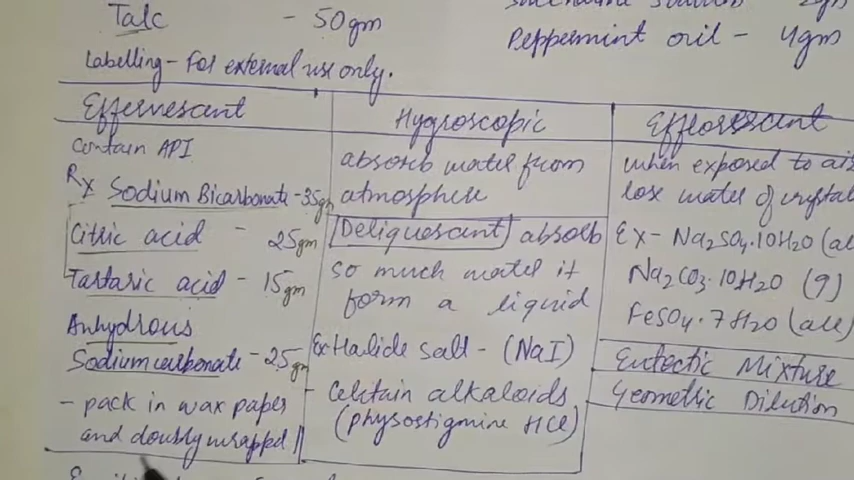 Talc - 50gm
Peppermint oil - 4gm
Labelling - For external use only.
Effervescent
contain API
Rx Sodium Bicarbonate - 35gm
Citric acid - 25gm
Tartaric acid - 15gm
Anhydrous
Sodium carbonate - 25gm
- pack in wax paper
and doubly wrapped
Hygroscopic
absorb water from
atmosphere
Deliquescent absorb
so much water it
form a liquid
Ex Halide salt - (NaI)
- Certain alkaloids
(physostigmine HCl)
Efflorescent
when exposed to air
lose water of crystal
Ex - Na2SO4.10H2O
Na2CO3.10H2O (9)
FeSO4.7H2O (all)
Eutectic Mixture
Geometric Dilution